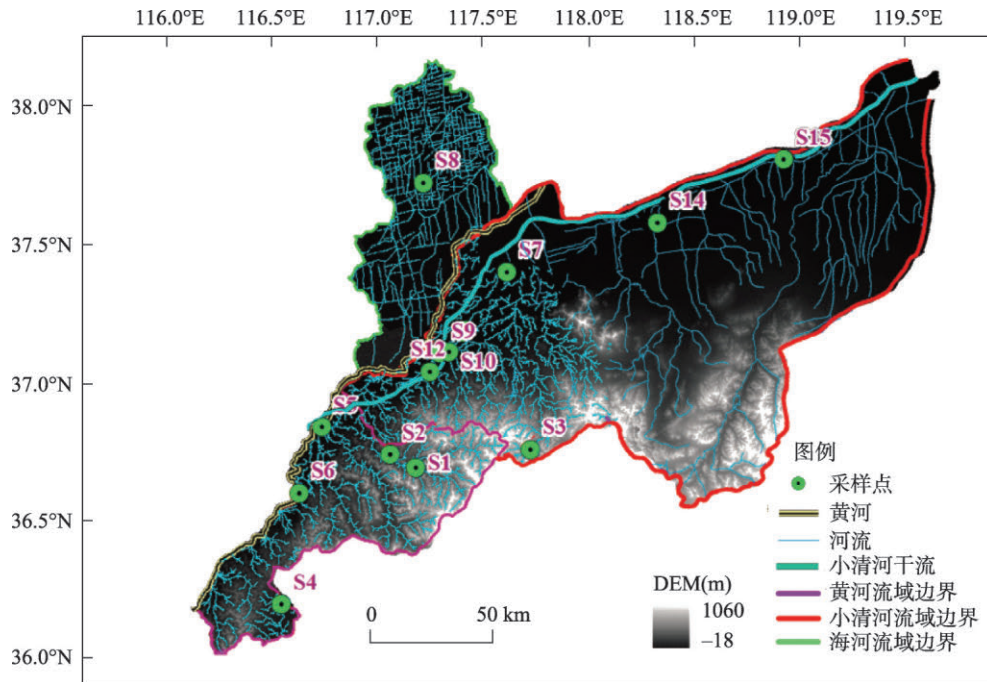 116.0°E 116.5°E 117.0°E 117.5°E 118.0°E 118.5°E 119.0°E 119.5°E
38.0°N
37.5°N
37.0°N
36.5°N
36.0°N
S15
S8
S14
S7
S9
S12
S10
S5
S2
S3
S1
S6
S4
图例
采样点
黄河
河流
小清河干流
黄河流域边界
小清河流域边界
海河流域边界
DEM(m)
1060
–18
0 50 km